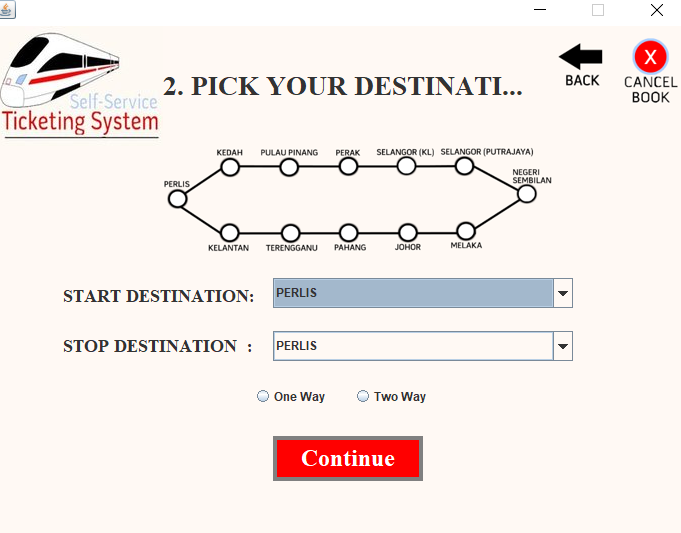 Self-Service
Ticketing System
2. PICK YOUR DESTINATI...
BACK
X
CANCEL
BOOK
KEDAH
PULAU PINANG
PERAK
SELANGOR (KL)
SELANGOR (PUTRAJAYA)
NEGERI
SEMBILAN
PERLIS
KELANTAN
TERENGGANU
PAHANG
JOHOR
MELAKA
START DESTINATION:
PERLIS
STOP DESTINATION :
PERLIS
One Way
Two Way
Continue